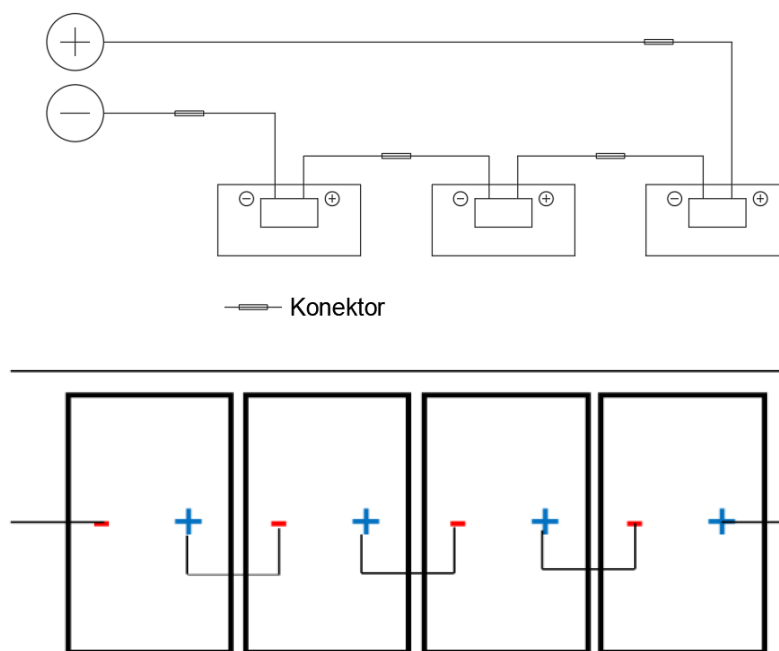 +
−
− + − + − +
Konektor
- + - + - + - +